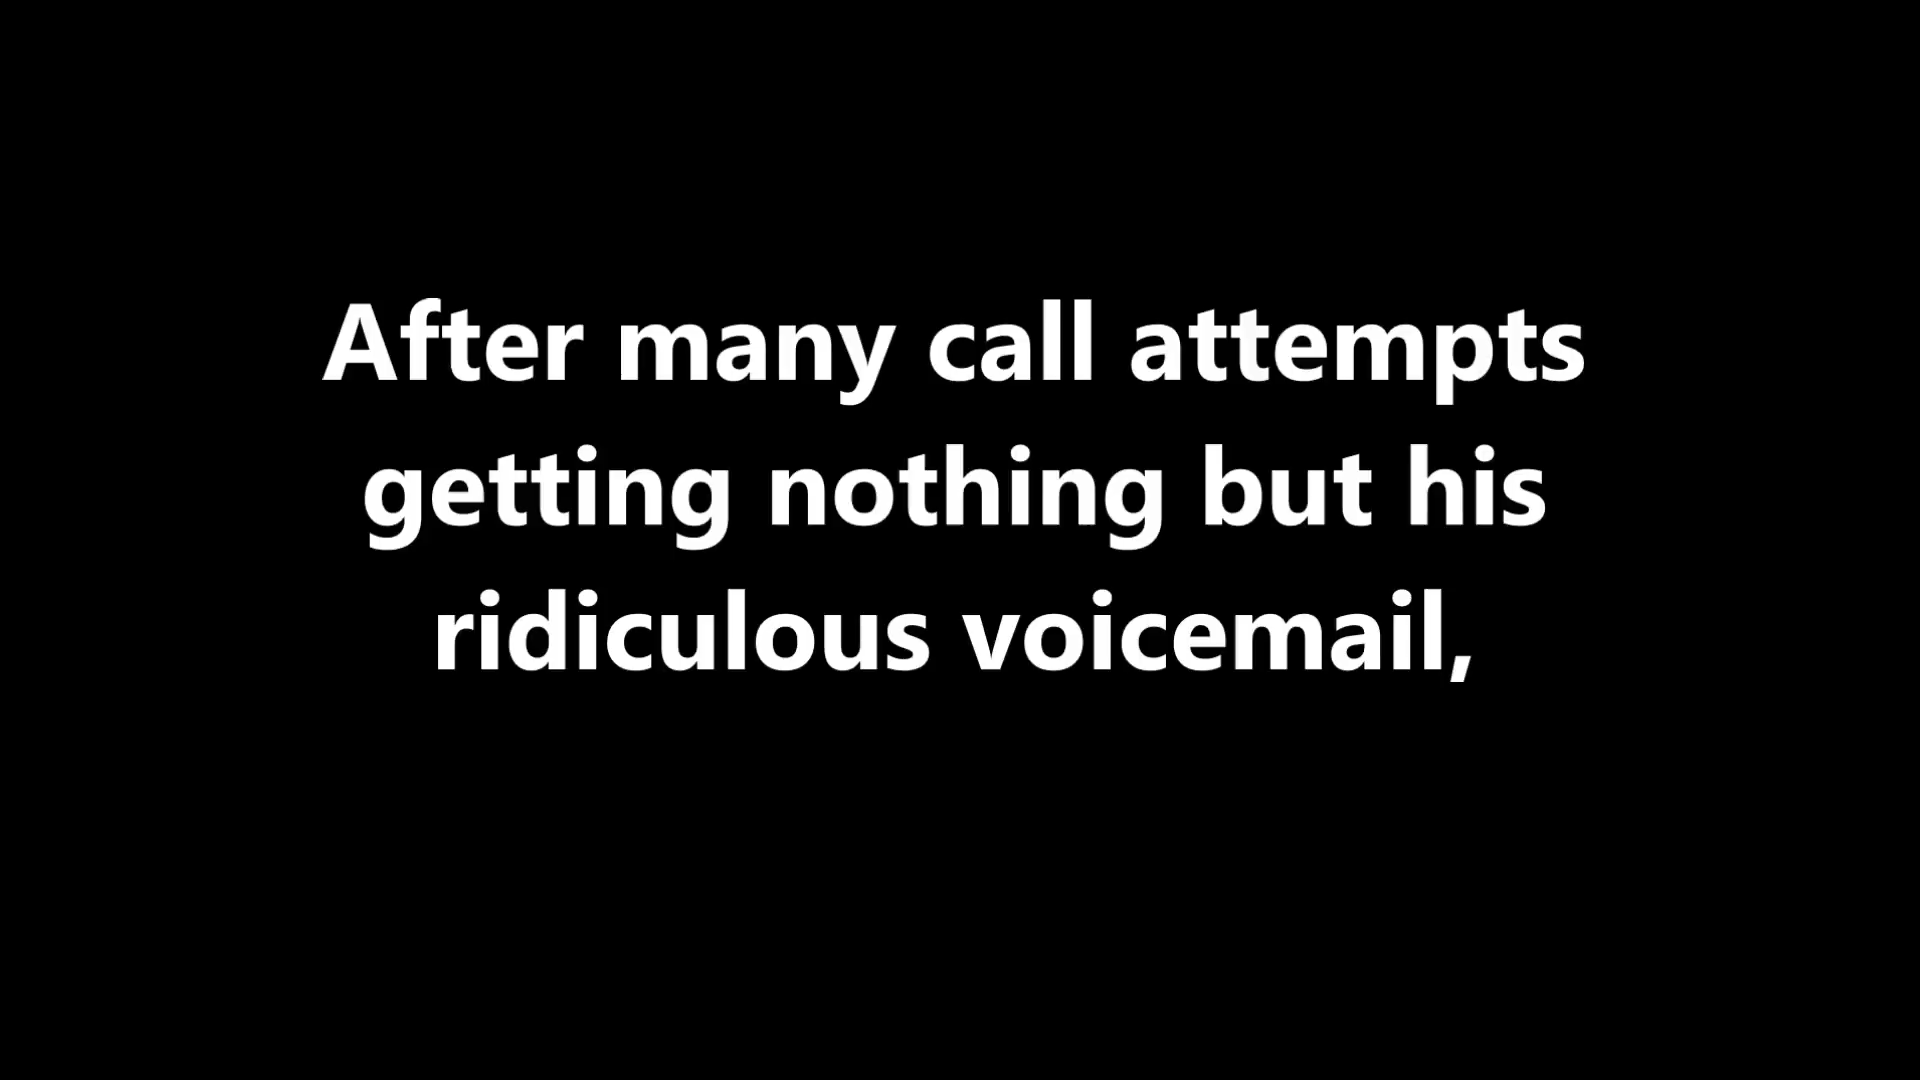 After many call attempts
getting nothing but his
ridiculous voicemail,